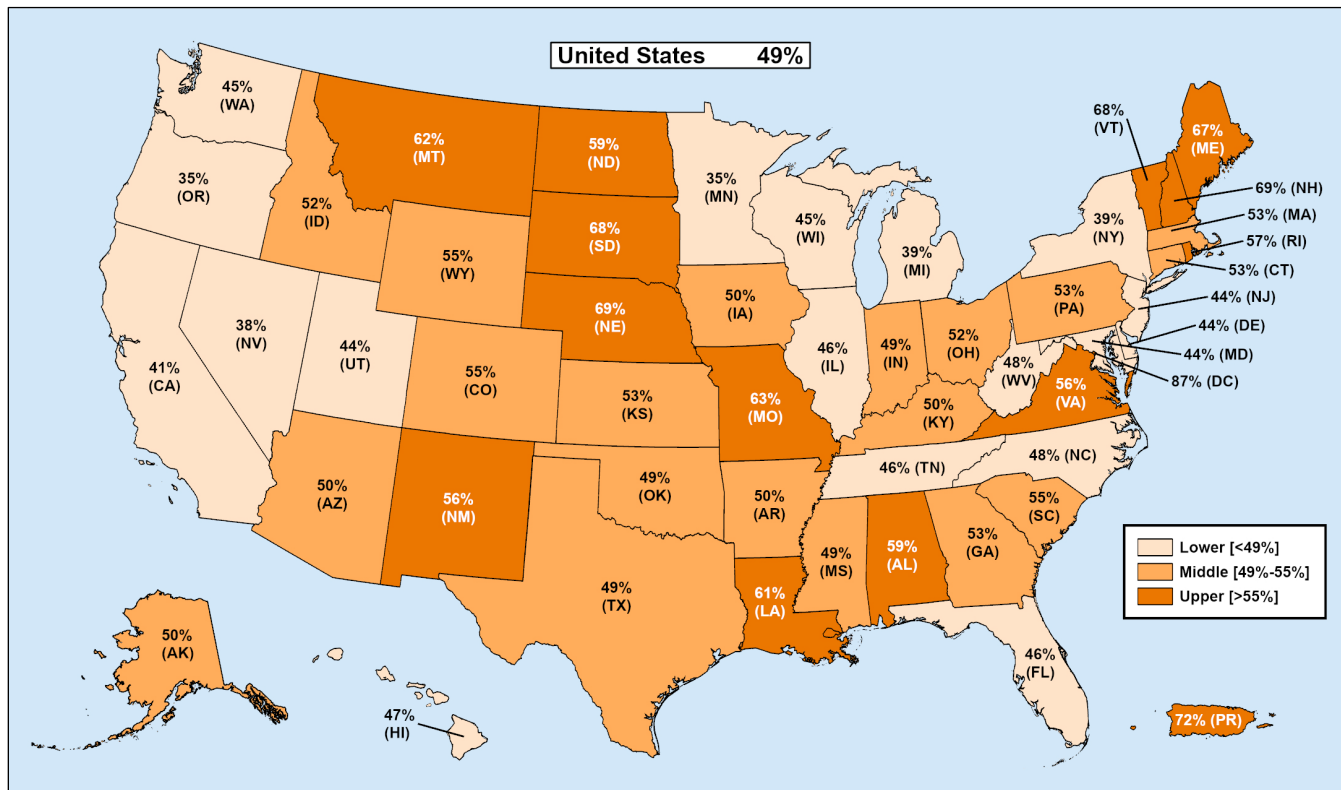 United States 49%
45%
(WA)
62%
(MT)
59%
(ND)
35%
(MN)
68%
(VT)
67%
(ME)
35%
(OR)
52%
(ID)
68%
(SD)
45%
(WI)
39%
(NY)
69% (NH)
53% (MA)
57% (RI)
53% (CT)
55%
(WY)
39%
(MI)
50%
(IA)
53%
(PA)
44% (NJ)
44% (DE)
44% (MD)
87% (DC)
38%
(NV)
69%
(NE)
44%
(UT)
41%
(CA)
55%
(CO)
46%
(IL)
49%
(IN)
52%
(OH)
48%
(WV)
56%
(VA)
53%
(KS)
63%
(MO)
50%
(KY)
46% (TN)
48% (NC)
50%
(AZ)
56%
(NM)
49%
(OK)
50%
(AR)
55%
(SC)
49%
(MS)
59%
(AL)
53%
(GA)
49%
(TX)
61%
(LA)
Lower [<49%]
Middle [49%-55%]
Upper [>55%]
50%
(AK)
47%
(HI)
46%
(FL)
72% (PR)